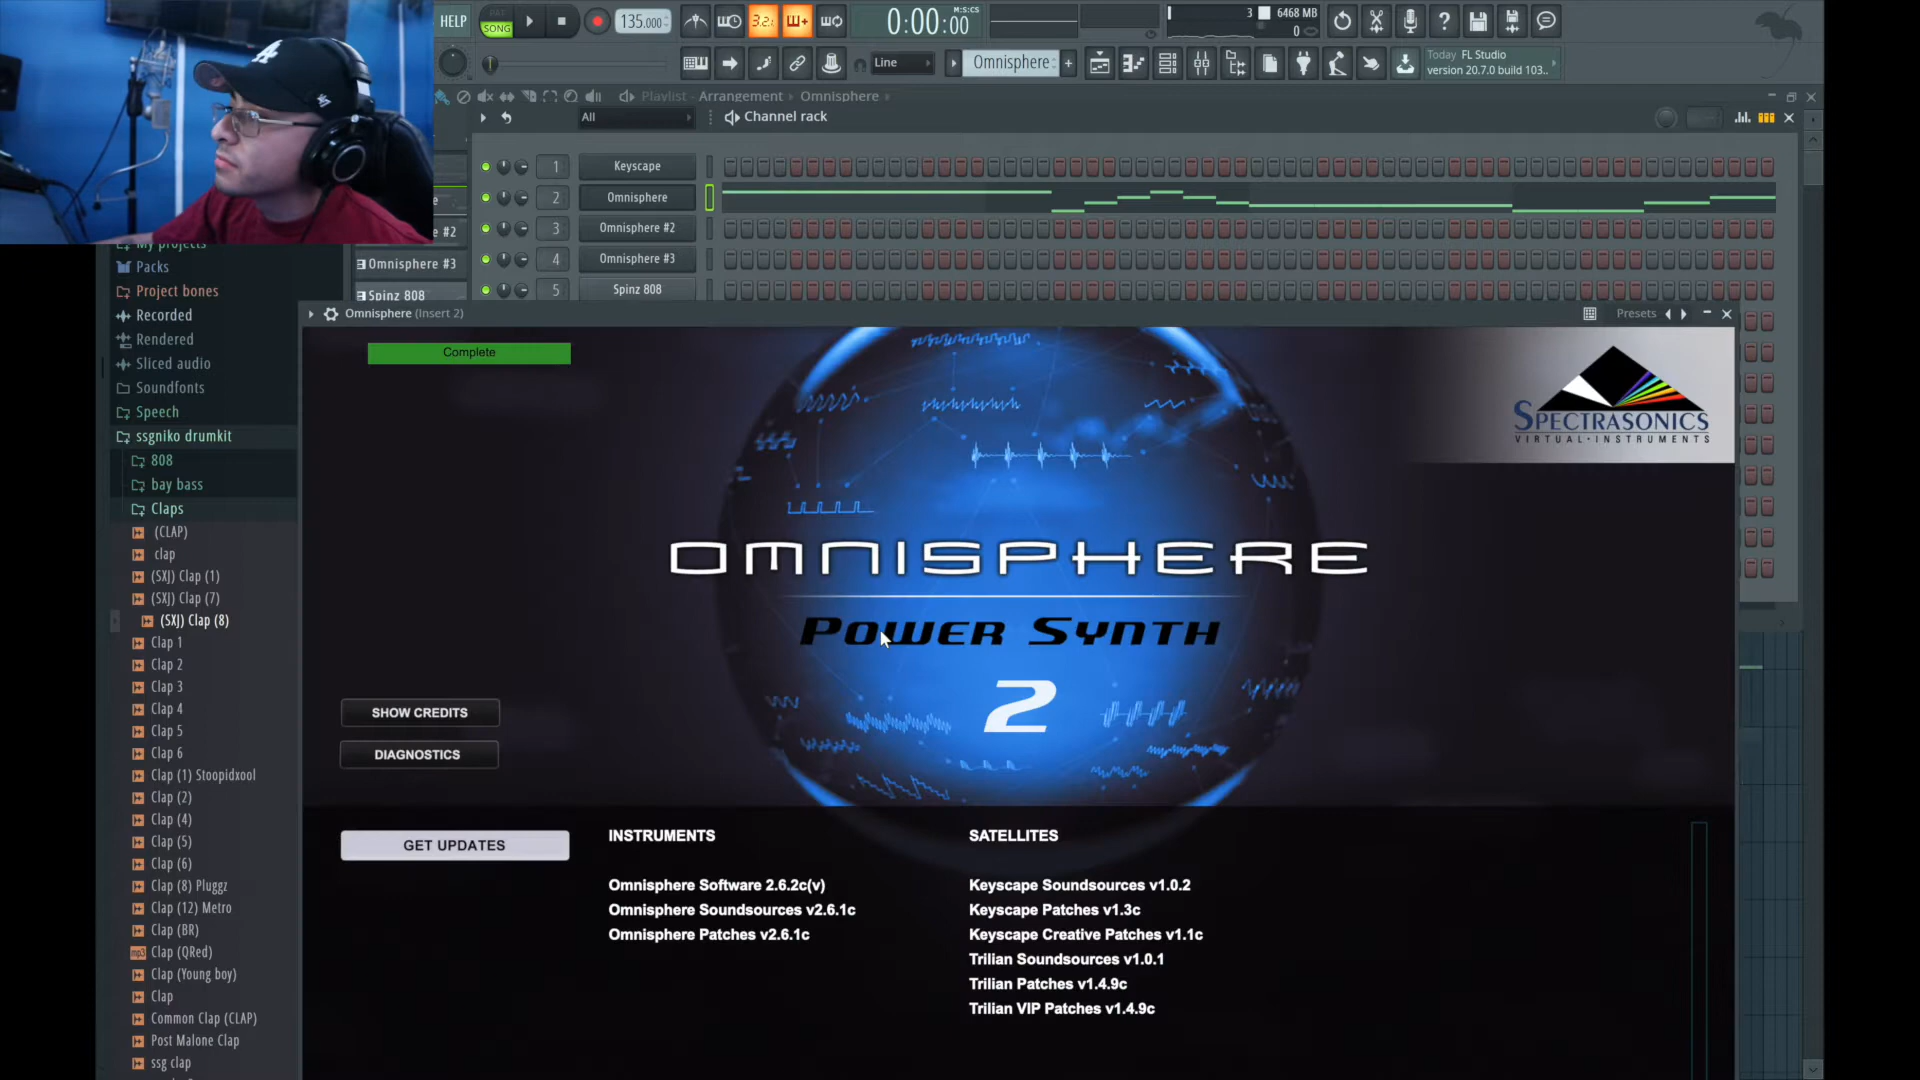 HELP
PAT
SONG
135.000
3.2.
0:00:00
M:S:CS
3
6468 MB
0
Line
Omnisphere
Today FL Studio
version 20.7.0 build 103..
Playlist - Arrangement › Omnisphere ›
All
Channel rack
1 Keyscape
2 Omnisphere
3 Omnisphere #2
4 Omnisphere #3
5 Spinz 808
#2
Omnisphere #3
Spinz 808
My projects
Packs
Project bones
Recorded
Rendered
Sliced audio
Soundfonts
Speech
ssgniko drumkit
808
bay bass
Claps
(CLAP)
clap
(SXJ) Clap (1)
(SXJ) Clap (7)
(SXJ) Clap (8)
Clap 1
Clap 2
Clap 3
Clap 4
Clap 5
Clap 6
Clap (1) Stoopidxool
Clap (2)
Clap (4)
Clap (5)
Clap (6)
Clap (8) Pluggz
Clap (12) Metro
Clap (BR)
Clap (QRed)
Clap (Young boy)
Clap
Common Clap (CLAP)
Post Malone Clap
ssg clap
Omnisphere (Insert 2)
Presets
Complete
SPECTRASONICS
VIRTUAL·INSTRUMENTS
OMNISPHERE
POWER SYNTH
2
SHOW CREDITS
DIAGNOSTICS
GET UPDATES
INSTRUMENTS
Omnisphere Software 2.6.2c(v)
Omnisphere Soundsources v2.6.1c
Omnisphere Patches v2.6.1c
SATELLITES
Keyscape Soundsources v1.0.2
Keyscape Patches v1.3c
Keyscape Creative Patches v1.1c
Trilian Soundsources v1.0.1
Trilian Patches v1.4.9c
Trilian VIP Patches v1.4.9c